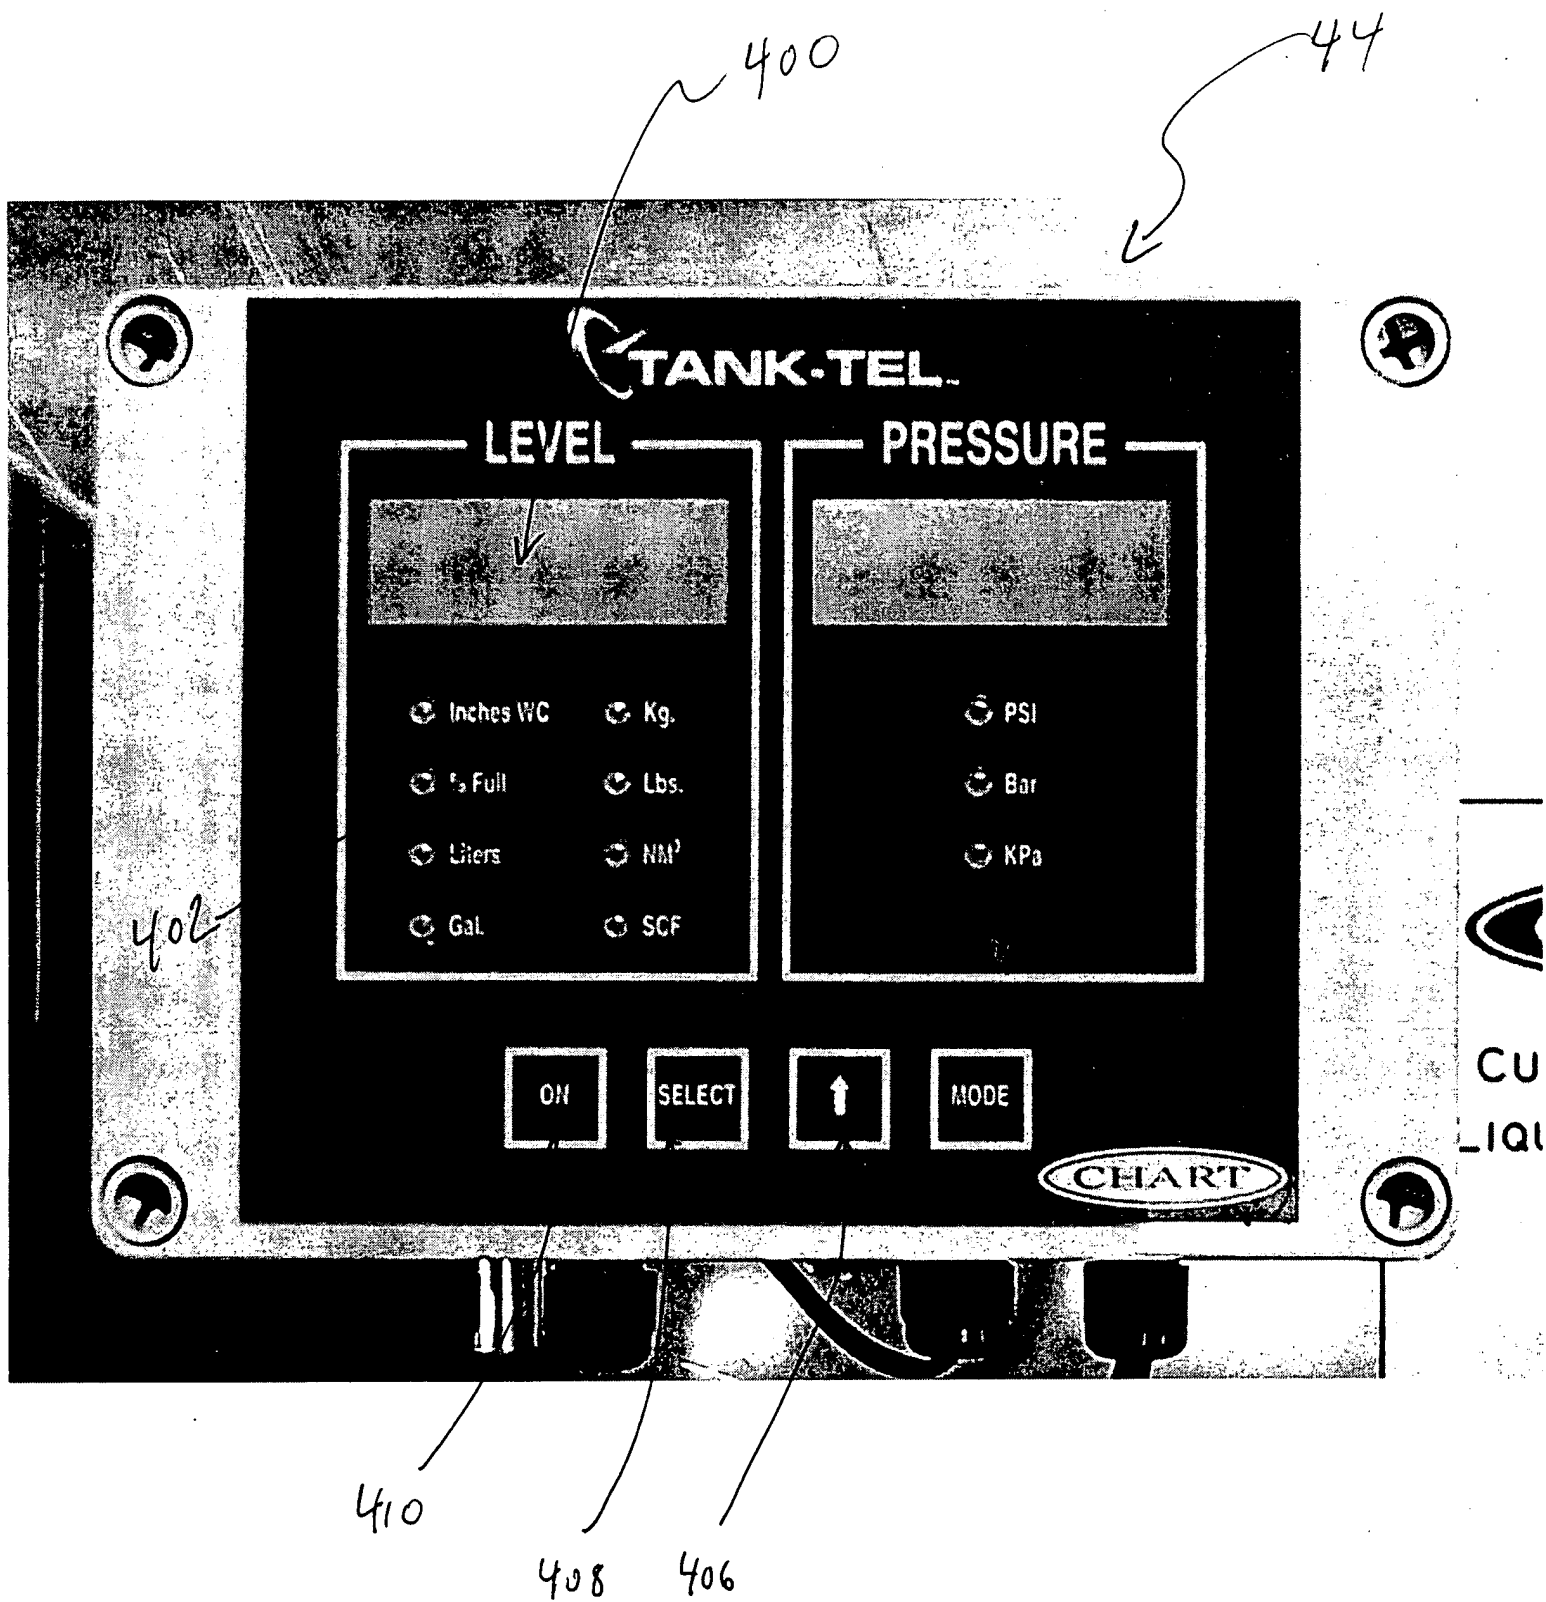 400
44
TANK-TEL™
LEVEL PRESSURE
Inches WC Kg. PSI
% Full Lbs. Bar
Liters NM³ KPa
402
Gal. SCF
ON SELECT ↑ MODE
CU
LIQU
CHART
410
408 406